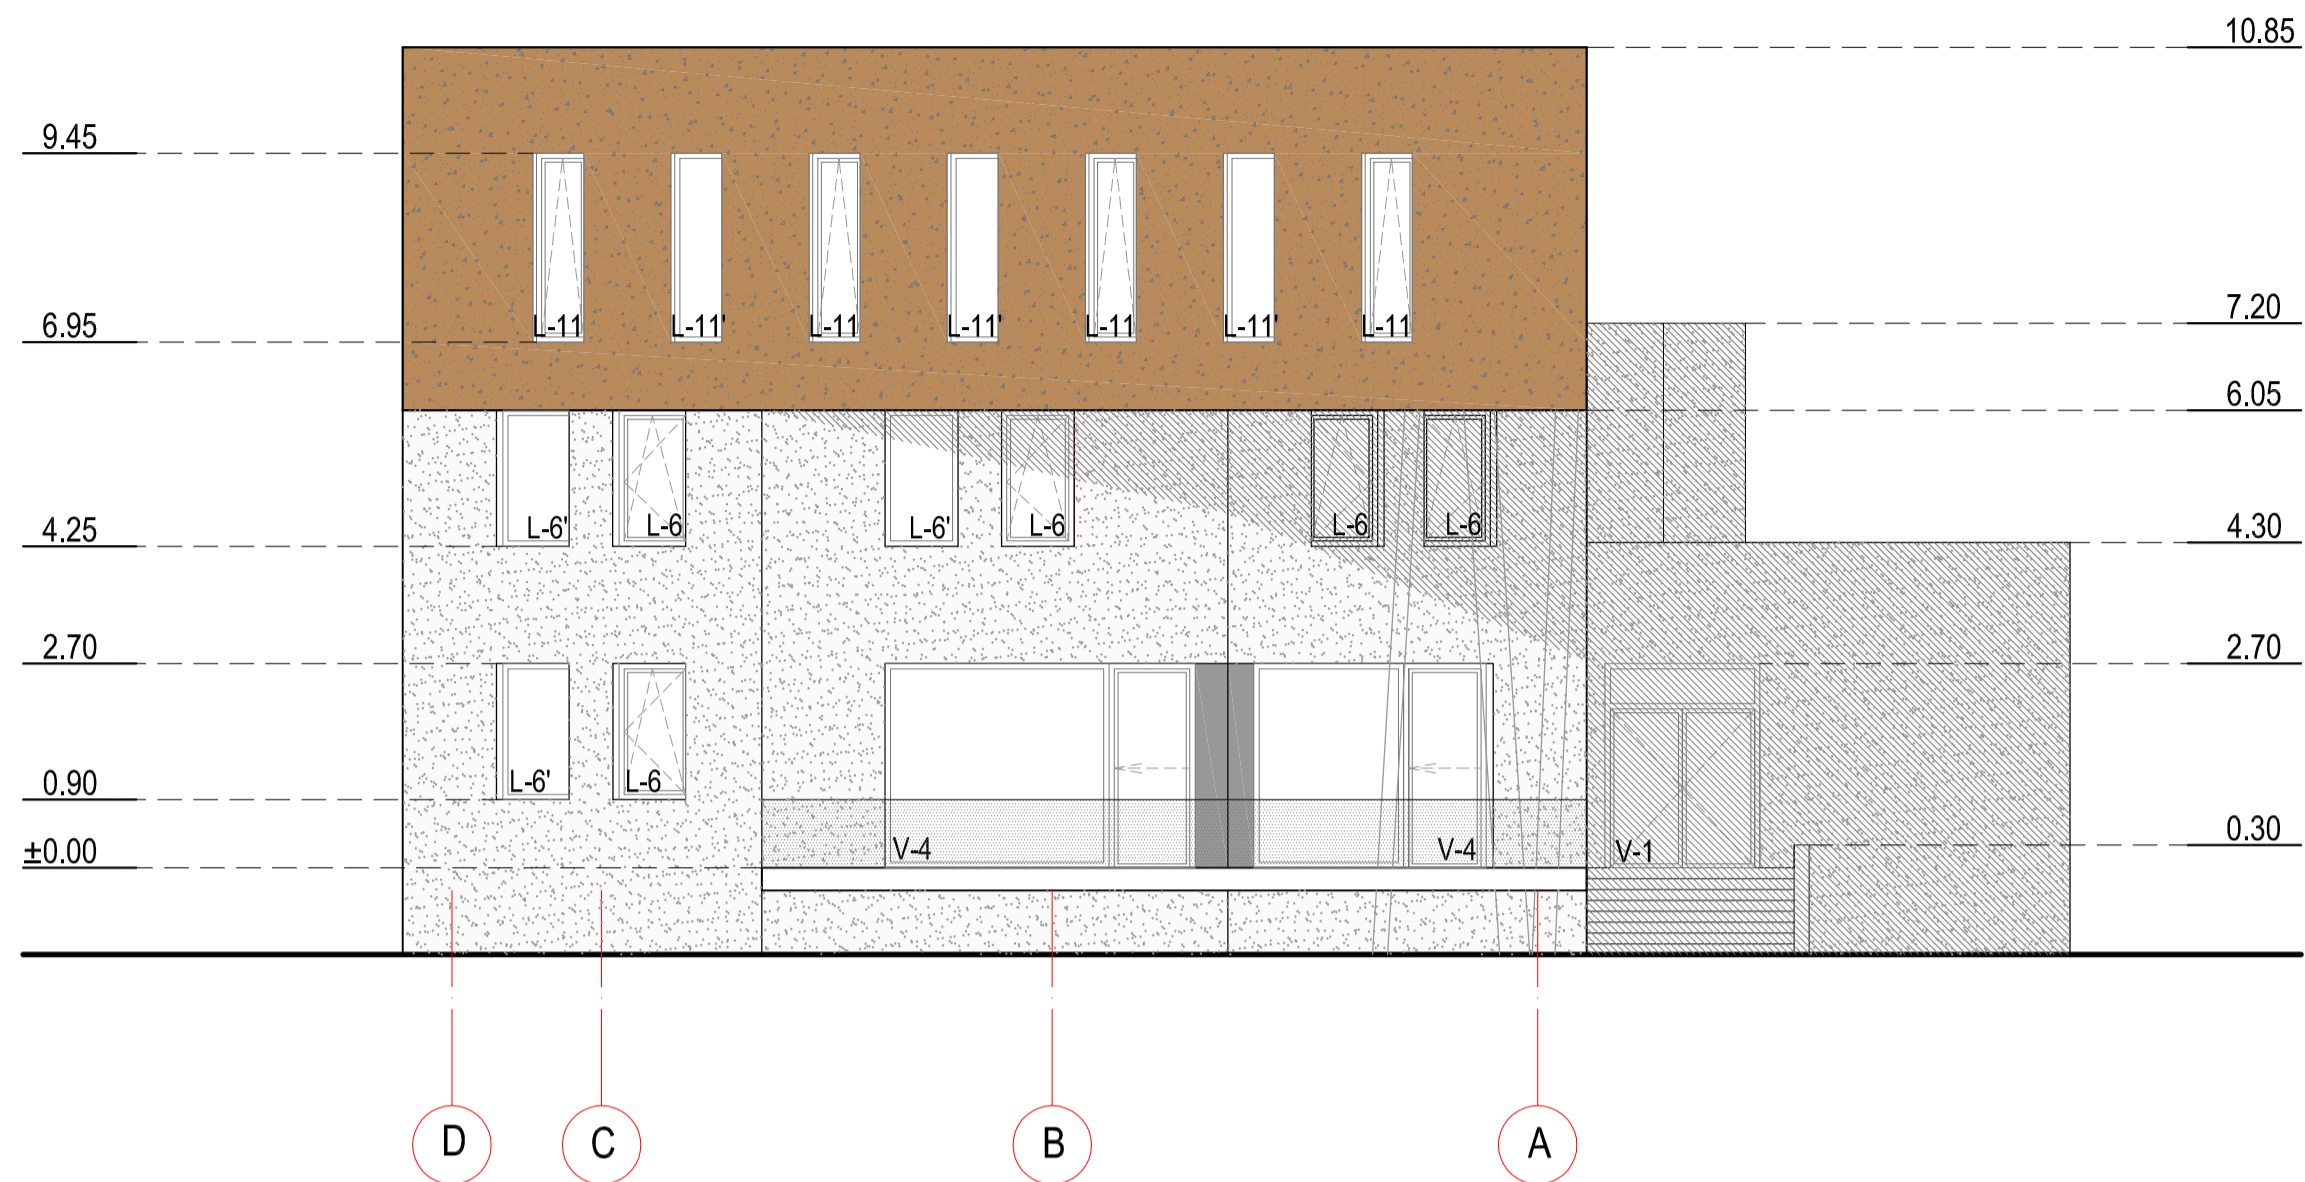 10.85
9.45
7.20
6.95
L-11 L-11' L-11 L-11' L-11 L-11' L-11
6.05
4.25
L-6' L-6 L-6' L-6 L-6 L-6
4.30
2.70
2.70
0.90
L-6' L-6
0.30
±0.00
V-4 V-4 V-1
D C B A